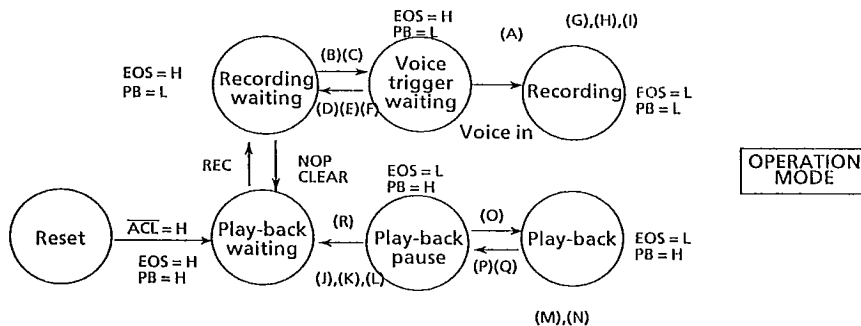 EOS = H
PB = L
(A)
(G),(H),(I)
EOS = H
PB = L
Recording
waiting
(B)(C)
(D)(E)(F)
Voice
trigger
waiting
Voice in
Recording
EOS = L
PB = L
REC
NOP
CLEAR
OPERATION
MODE
EOS = L
PB = H
Reset
ACL = H
EOS = H
PB = H
Play-back
waiting
(R)
(J),(K),(L)
Play-back
pause
(O)
(P)(Q)
Play-back
EOS = L
PB = H
(M),(N)